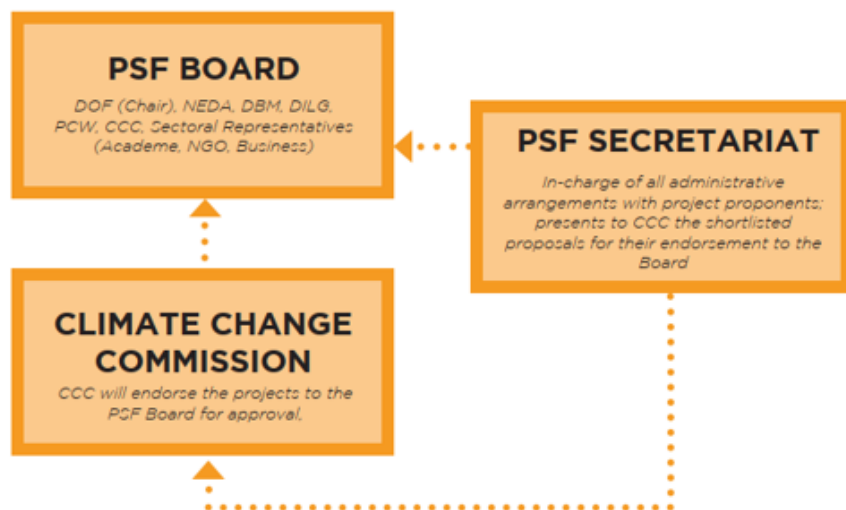 PSF BOARD
DOF (Chair), NEDA, DBM, DILG,
PCW, CCC, Sectoral Representatives
(Academe, NGO, Business)
PSF SECRETARIAT
In-charge of all administrative
arrangements with project proponents;
presents to CCC the shortlisted
proposals for their endorsement to the
Board
CLIMATE CHANGE
COMMISSION
CCC will endorse the projects to the
PSF Board for approval,